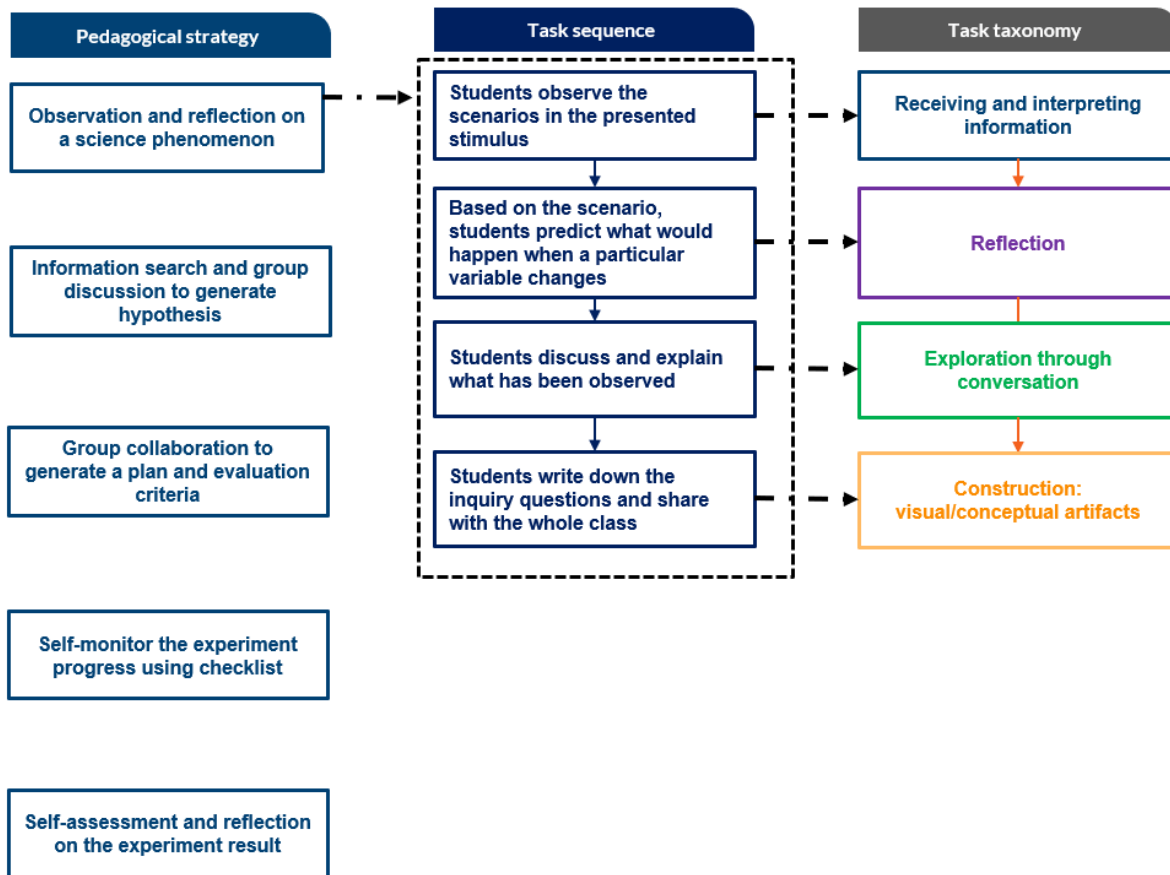 Pedagogical strategy
Observation and reflection on
a science phenomenon
Information search and group
discussion to generate
hypothesis
Group collaboration to
generate a plan and evaluation
criteria
Self-monitor the experiment
progress using checklist
Self-assessment and reflection
on the experiment result
Task sequence
Students observe the
scenarios in the presented
stimulus
Based on the scenario,
students predict what would
happen when a particular
variable changes
Students discuss and explain
what has been observed
Students write down the
inquiry questions and share
with the whole class
Task taxonomy
Receiving and interpreting
information
Reflection
Exploration through
conversation
Construction:
visual/conceptual artifacts